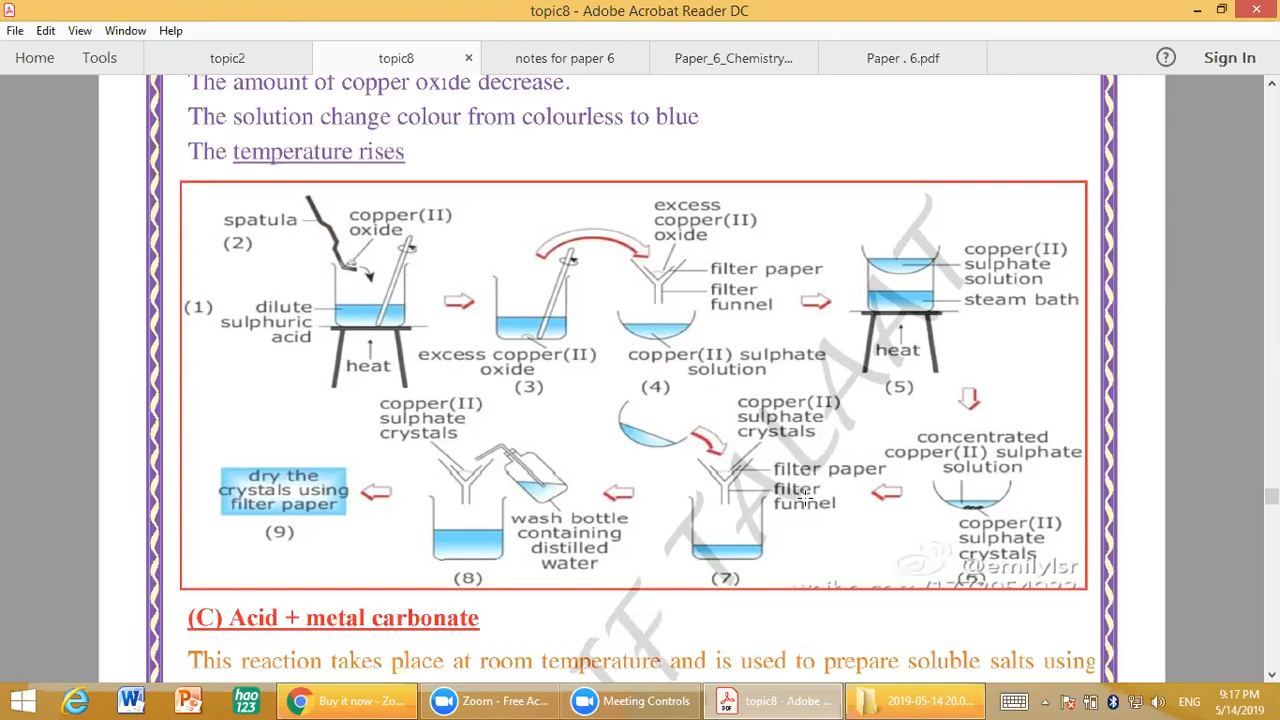 topic8 - Adobe Acrobat Reader DC
File Edit View Window Help
Home Tools topic2 topic8 notes for paper 6 Paper_6_Chemistry... Paper . 6.pdf Sign In
The amount of copper oxide decrease.
The solution change colour from colourless to blue
The temperature rises
spatula
(2)
copper(II)
oxide
(1)
dilute
sulphuric
acid
heat
excess copper(II)
oxide
(3)
excess
copper(II)
oxide
filter paper
filter
funnel
copper(II) sulphate
solution
(4)
copper(II)
sulphate
solution
steam bath
heat
(5)
concentrated
copper(II) sulphate
solution
copper(II)
sulphate
crystals
copper(II)
sulphate
crystals
filter paper
filter
funnel
(7)
copper(II)
sulphate
crystals
wash bottle
containing
distilled
water
(8)
dry the
crystals using
filter paper
(9)
@emilylsr
FF TALAAT
(C) Acid + metal carbonate
This reaction takes place at room temperature and is used to prepare soluble salts using
hao
123
Buy it now - Zo...
Zoom - Free Ac...
Meeting Controls
topic8 - Adobe ...
2019-05-14 20.0...
ENG
9:17 PM
5/14/2019